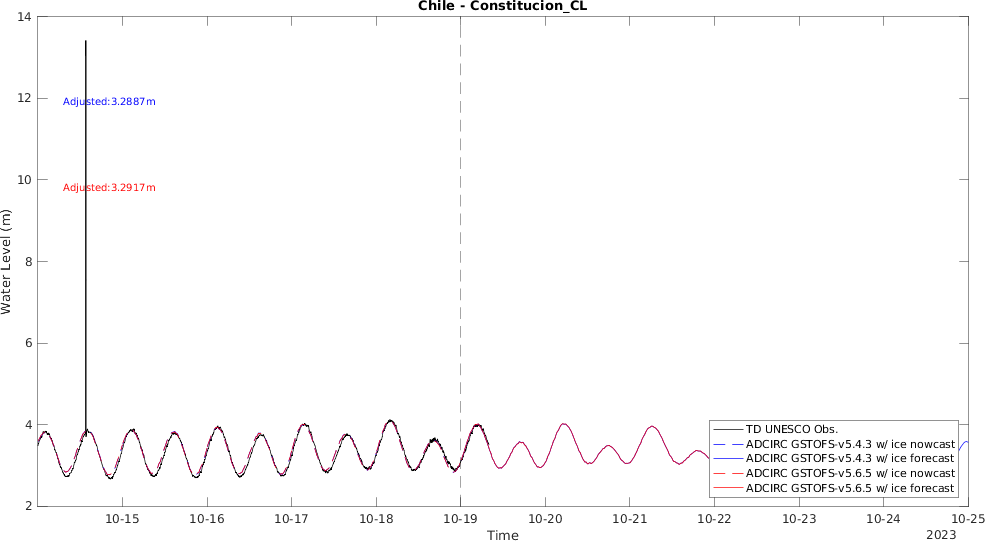 Chile - Constitucion_CL
14
12
10
8
6
4
2
Water Level (m)
Adjusted:3.2887m
Adjusted:3.2917m
TD UNESCO Obs.
ADCIRC GSTOFS-v5.4.3 w/ ice nowcast
ADCIRC GSTOFS-v5.4.3 w/ ice forecast
ADCIRC GSTOFS-v5.6.5 w/ ice nowcast
ADCIRC GSTOFS-v5.6.5 w/ ice forecast
10-15 10-16 10-17 10-18 10-19 10-20 10-21 10-22 10-23 10-24 10-25
Time
2023